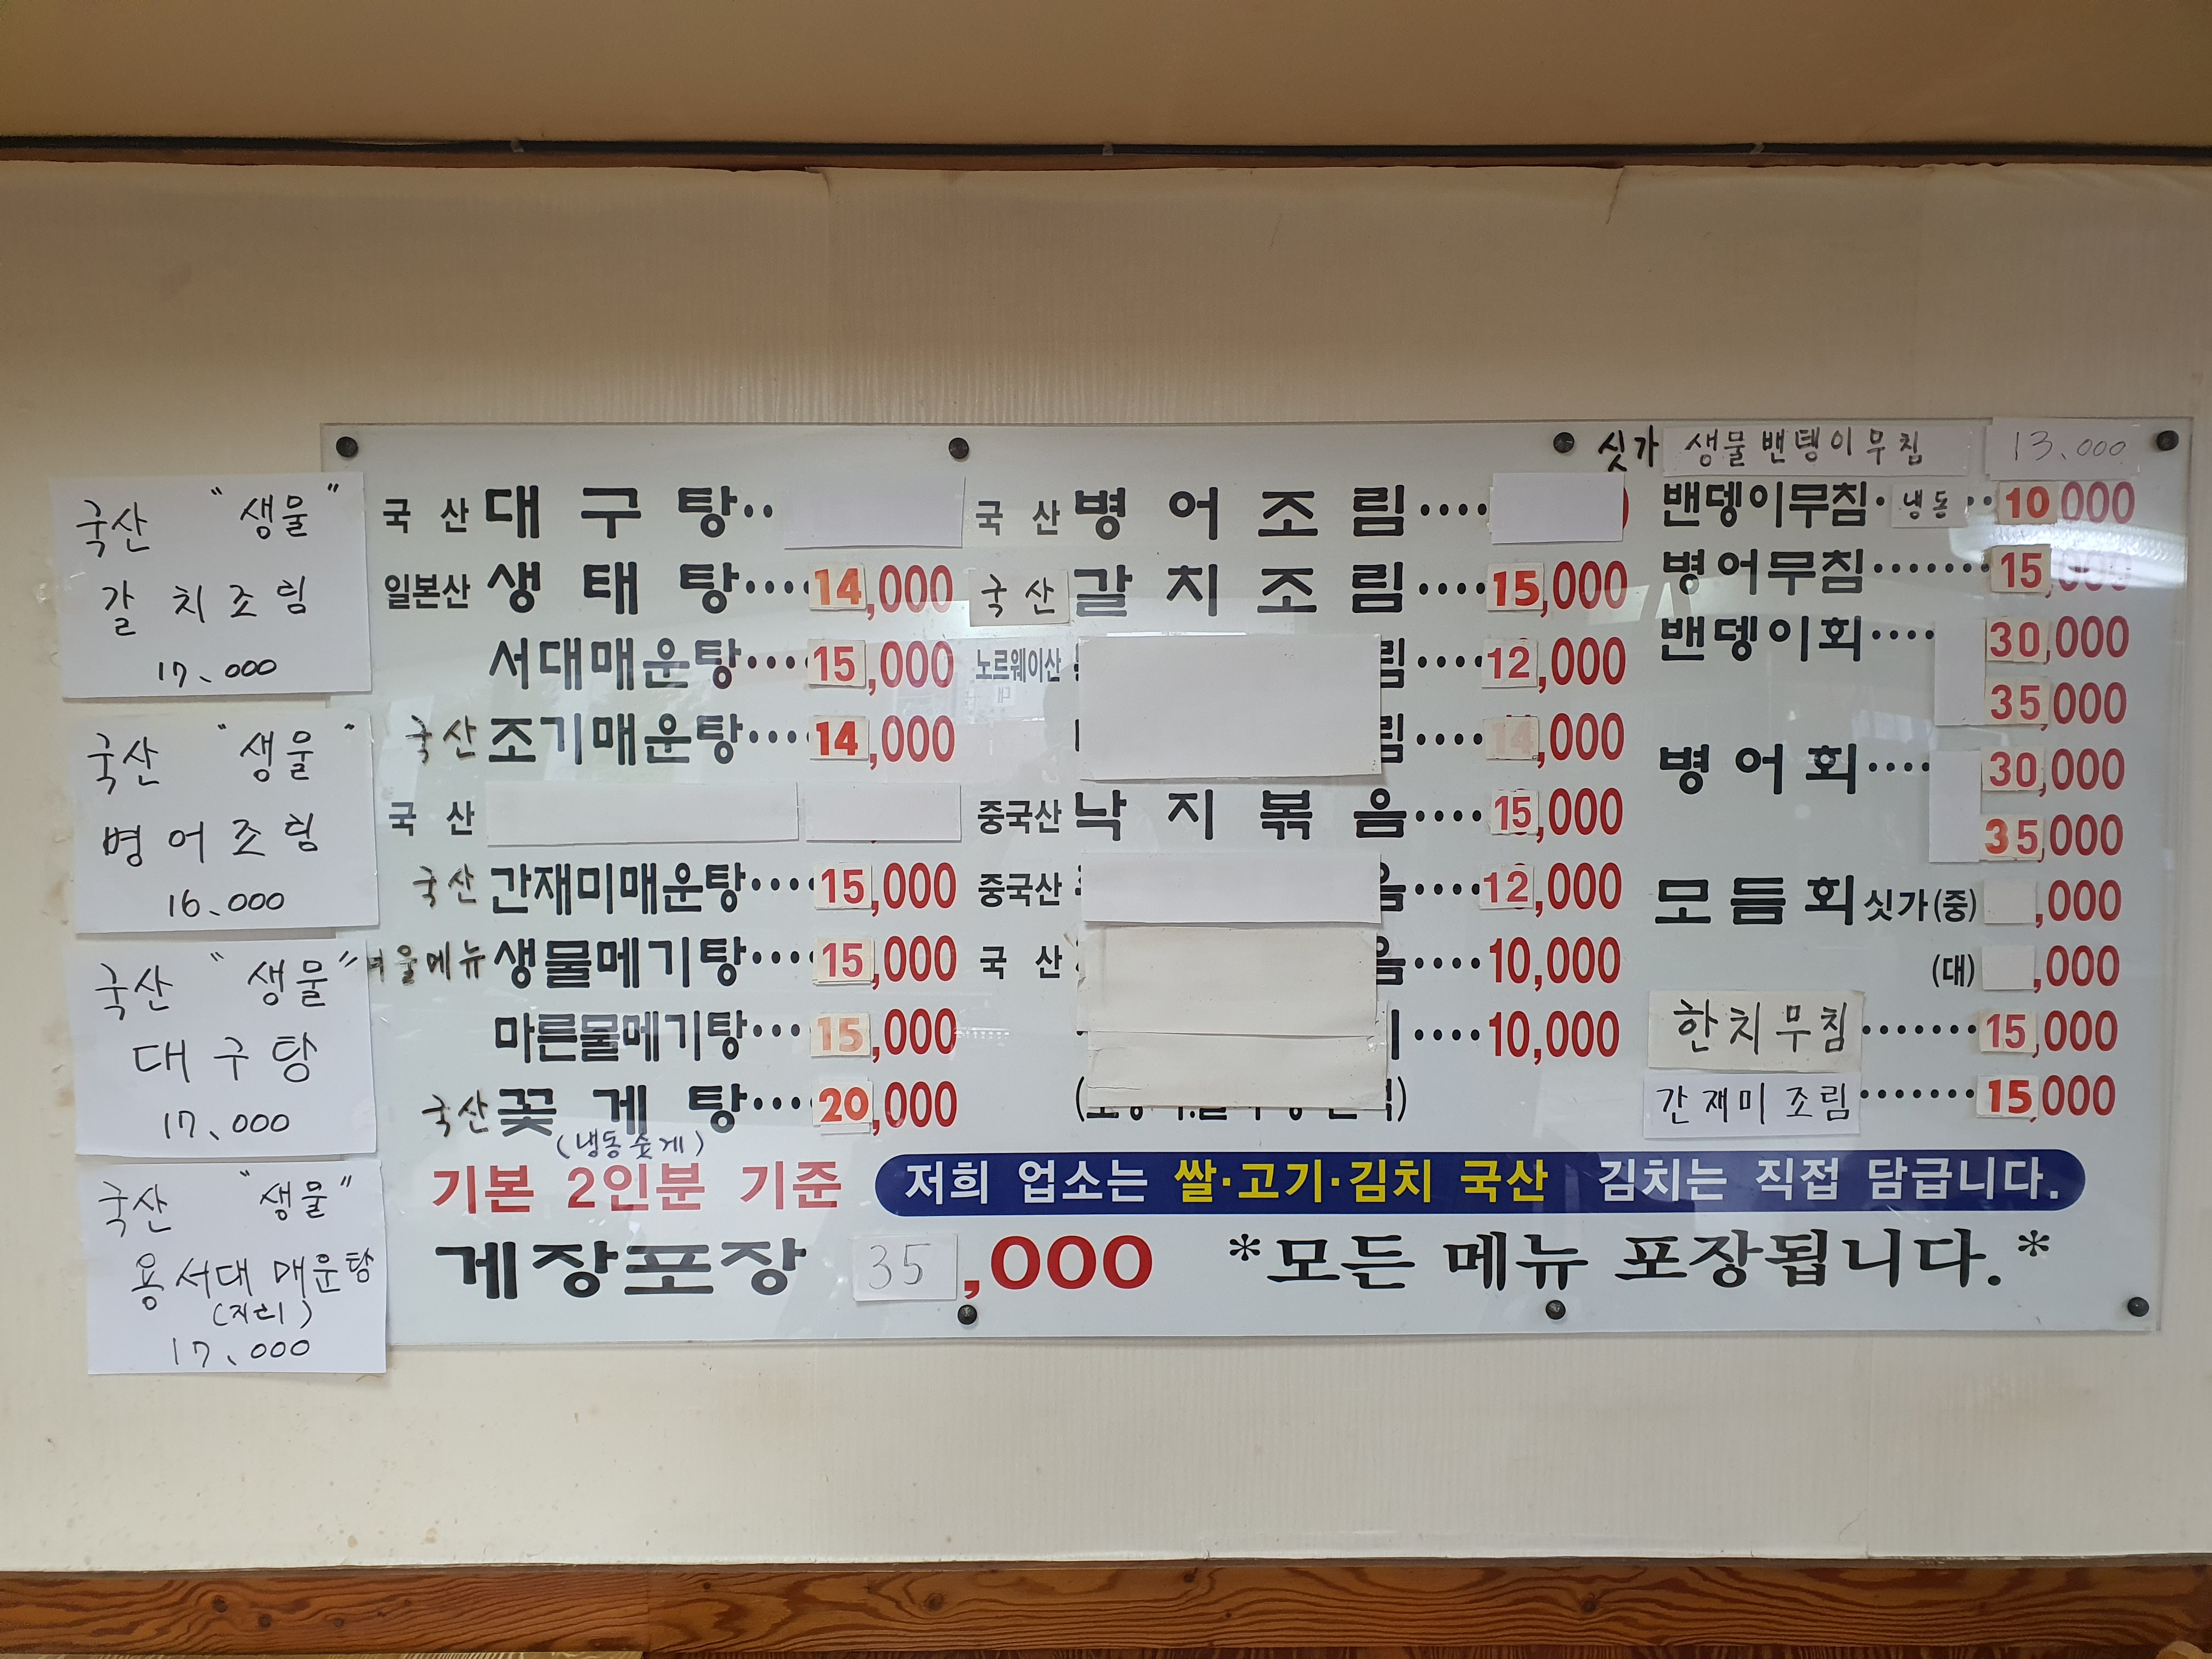 국산 "생물"
갈치조림
17,000
국산 "생물"
병어조림
16,000
국산 "생물"
대구탕
17,000
국산 "생물"
용서대 매운탕
(지리)
17,000
국산 대구탕··
일본산 생태탕····14,000
서대매운탕····15,000
국산 조기매운탕····14,000
국산
국산 간재미매운탕····15,000
겨울메뉴 생물메기탕····15,000
마른물메기탕···15,000
국산 꽃게탕···20,000
(냉동숫게)
국산 병어조림····
국산 갈치조림····15,000
노르웨이산 림····12,000
림····14,000
중국산 낙지볶음····15,000
중국산 음····12,000
국산 음····10,000
····10,000
싯가 생물밴텡이무침 13,000
밴뎅이무침·냉동··10,000
병어무침·······15,000
밴뎅이회····30,000
35,000
병어회····30,000
35,000
모듬회 싯가(중) ,000
(대) ,000
한치무침·······15,000
간재미조림·······15,000
기본 2인분 기준
저희 업소는 쌀·고기·김치 국산 김치는 직접 담급니다.
게장포장 35,000
*모든 메뉴 포장됩니다.*